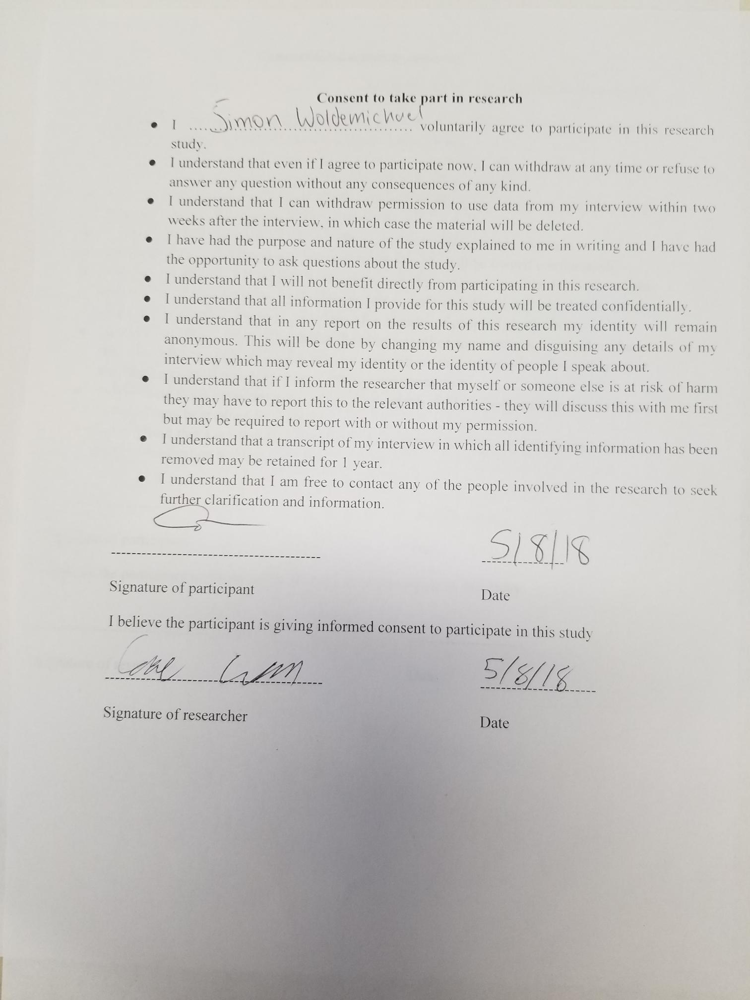 Consent to take part in research
• I ....Simon Woldemichael.... voluntarily agree to participate in this research
study.
• I understand that even if I agree to participate now, I can withdraw at any time or refuse to
answer any question without any consequences of any kind.
• I understand that I can withdraw permission to use data from my interview within two
weeks after the interview, in which case the material will be deleted.
• I have had the purpose and nature of the study explained to me in writing and I have had
the opportunity to ask questions about the study.
• I understand that I will not benefit directly from participating in this research.
• I understand that all information I provide for this study will be treated confidentially.
• I understand that in any report on the results of this research my identity will remain
anonymous. This will be done by changing my name and disguising any details of my
interview which may reveal my identity or the identity of people I speak about.
• I understand that if I inform the researcher that myself or someone else is at risk of harm
they may have to report this to the relevant authorities - they will discuss this with me first
but may be required to report with or without my permission.
• I understand that a transcript of my interview in which all identifying information has been
removed may be retained for 1 year.
• I understand that I am free to contact any of the people involved in the research to seek
further clarification and information.
5/8/18
Signature of participant Date
I believe the participant is giving informed consent to participate in this study
5/8/18
Signature of researcher Date